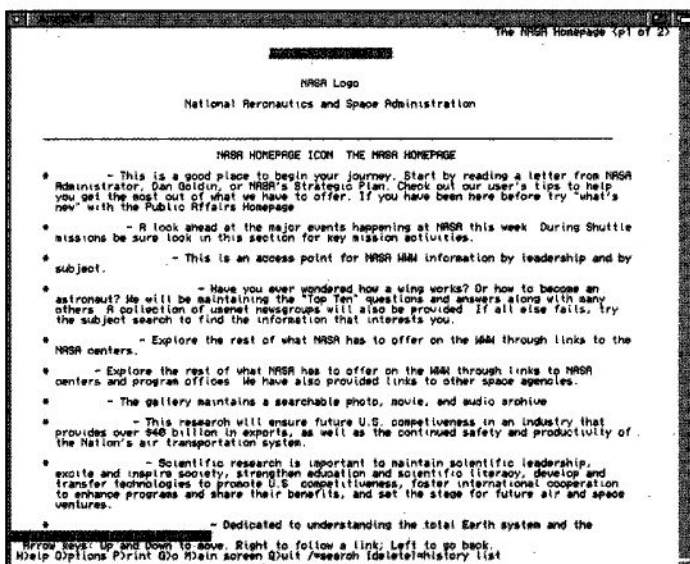 The NASA Homepage (p1 of 2)
NASA Logo
National Aeronautics and Space Administration
NASA HOMEPAGE ICON THE NASA HOMEPAGE
* - This is a good place to begin your journey. Start by reading a letter from NASA
Administrator, Dan Goldin, or NASA's Strategic Plan. Check out our user's tips to help
you get the most out of what we have to offer. If you have been here before try "what's
new" with the Public Affairs Homepage
* - A look ahead at the major events happening at NASA this week During Shuttle
missions be sure look in this section for key mission activities.
* - This is an access point for NASA WWW information by leadership and by
subject.
* - Have you ever wondered how a wing works? Or how to become an
astronaut? We will be maintaining the "Top Ten" questions and answers along with many
others A collection of usenet newsgroups will also be provided If all else fails, try
the subject search to find the information that interests you.
* - Explore the rest of what NASA has to offer on the WWW through links to the
NASA centers.
* - Explore the rest of what NASA has to offer on the WWW through links to NASA
centers and program offices We have also provided links to other space agencies.
* - The gallery maintains a searchable photo, movie, and audio archive
* - This research will ensure future U.S. competiveness in an industry that
provides over $40 billion in exports, as well as the continued safety and productivity of
the Nation's air transportation system.
* - Scientific research is important to maintain scientific leadership,
excite and inspire society, strengthen education and scientific literacy, develop and
transfer technologies to promote U.S competitiveness, foster international cooperation
to enhance programs and share their benefits, and set the stage for future air and space
ventures.
* - Dedicated to understanding the total Earth system and the
Arrow keys: Up and Down to move. Right to follow a link; Left to go back.
H)elp O)ptions P)rint G)o M)ain screen Q)uit /=search [delete]=history list